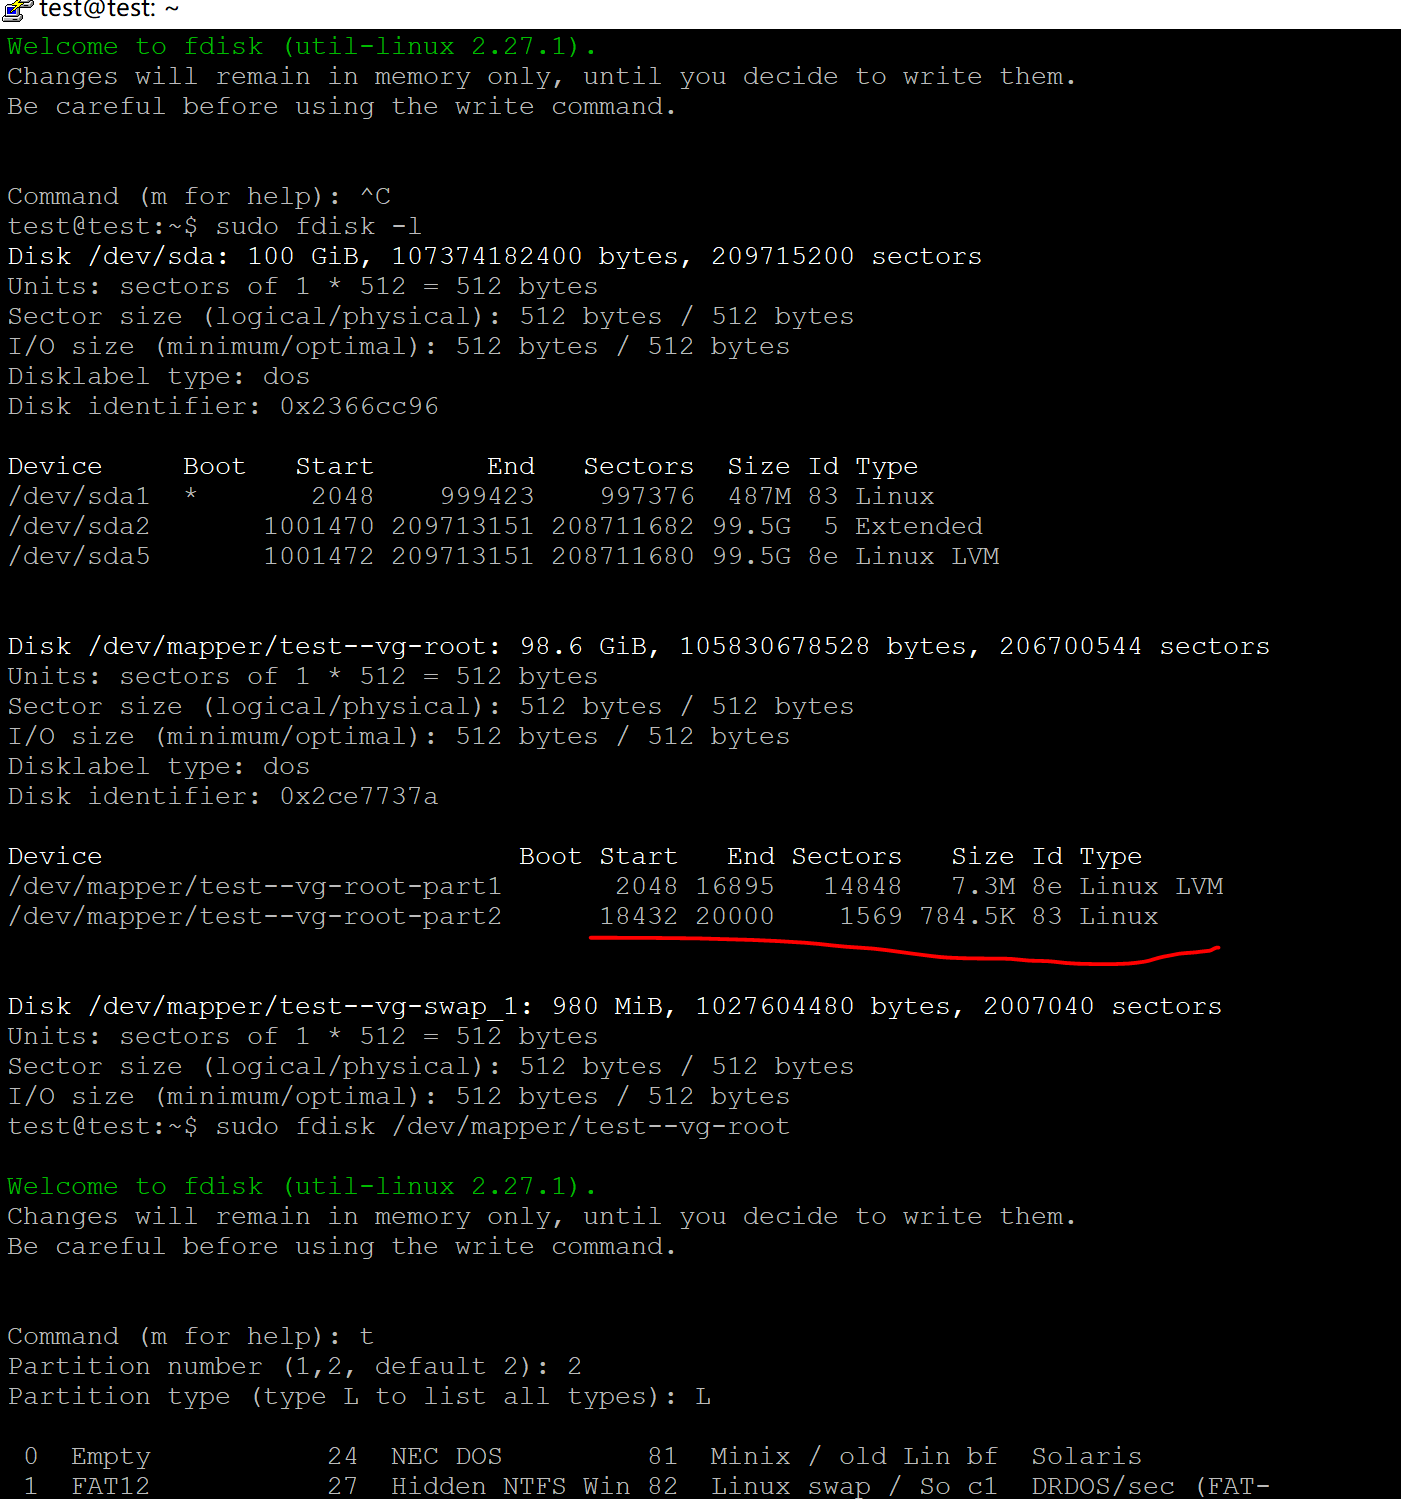 test@test: ~
Welcome to fdisk (util-linux 2.27.1).
Changes will remain in memory only, until you decide to write them.
Be careful before using the write command.
Command (m for help): ^C
test@test:~$ sudo fdisk -l
Disk /dev/sda: 100 GiB, 107374182400 bytes, 209715200 sectors
Units: sectors of 1 * 512 = 512 bytes
Sector size (logical/physical): 512 bytes / 512 bytes
I/O size (minimum/optimal): 512 bytes / 512 bytes
Disklabel type: dos
Disk identifier: 0x2366cc96
Device     Boot   Start       End   Sectors  Size Id Type
/dev/sda1  *       2048    999423    997376  487M 83 Linux
/dev/sda2       1001470 209713151 208711682 99.5G  5 Extended
/dev/sda5       1001472 209713151 208711680 99.5G 8e Linux LVM
Disk /dev/mapper/test--vg-root: 98.6 GiB, 105830678528 bytes, 206700544 sectors
Units: sectors of 1 * 512 = 512 bytes
Sector size (logical/physical): 512 bytes / 512 bytes
I/O size (minimum/optimal): 512 bytes / 512 bytes
Disklabel type: dos
Disk identifier: 0x2ce7737a
Device                          Boot Start   End Sectors   Size Id Type
/dev/mapper/test--vg-root-part1       2048 16895   14848   7.3M 8e Linux LVM
/dev/mapper/test--vg-root-part2      18432 20000    1569 784.5K 83 Linux
Disk /dev/mapper/test--vg-swap_1: 980 MiB, 1027604480 bytes, 2007040 sectors
Units: sectors of 1 * 512 = 512 bytes
Sector size (logical/physical): 512 bytes / 512 bytes
I/O size (minimum/optimal): 512 bytes / 512 bytes
test@test:~$ sudo fdisk /dev/mapper/test--vg-root
Welcome to fdisk (util-linux 2.27.1).
Changes will remain in memory only, until you decide to write them.
Be careful before using the write command.
Command (m for help): t
Partition number (1,2, default 2): 2
Partition type (type L to list all types): L
0  Empty           24  NEC DOS         81  Minix / old Lin bf  Solaris
1  FAT12           27  Hidden NTFS Win 82  Linux swap / So c1  DRDOS/sec (FAT-